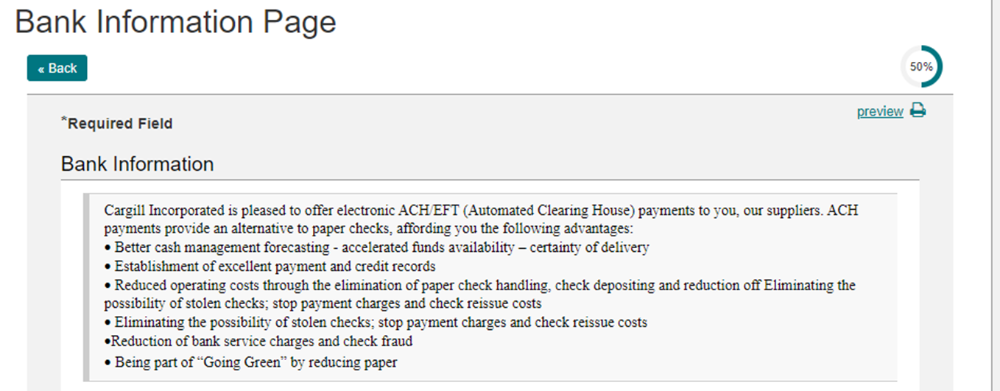 Bank Information Page
« Back
50%
preview
*Required Field
Bank Information
Cargill Incorporated is pleased to offer electronic ACH/EFT (Automated Clearing House) payments to you, our suppliers. ACH
payments provide an alternative to paper checks, affording you the following advantages:
• Better cash management forecasting - accelerated funds availability – certainty of delivery
• Establishment of excellent payment and credit records
• Reduced operating costs through the elimination of paper check handling, check depositing and reduction off Eliminating the
possibility of stolen checks; stop payment charges and check reissue costs
• Eliminating the possibility of stolen checks; stop payment charges and check reissue costs
•Reduction of bank service charges and check fraud
• Being part of “Going Green” by reducing paper